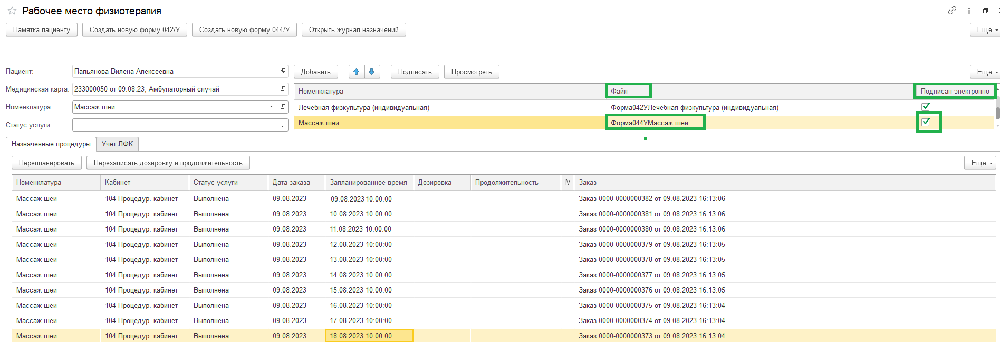 Рабочее место физиотерапия
Памятка пациенту Создать новую форму 042/У Создать новую форму 044/У Открыть журнал назначений Еще
Пациент: Пальянова Вилена Алексеевна
Медицинская карта: 233000050 от 09.08.23, Амбулаторный случай
Номенклатура: Массаж шеи
Статус услуги: ...
Добавить Подписать Просмотреть Еще
Номенклатура Файл Подписан электронно
Лечебная физкультура (индивидуальная) Форма042УЛечебная физкультура (индивидуальная)
Массаж шеи Форма044УМассаж шеи
Назначенные процедуры Учет ЛФК
Перепланировать Перезаписать дозировку и продолжительность Еще
Номенклатура Кабинет Статус услуги Дата заказа Запланированное время Дозировка Продолжительность М Заказ
Массаж шеи 104 Процедур. кабинет Выполнена 09.08.2023 09.08.2023 10:00:00 Заказ 0000-0000000382 от 09.08.2023 16:13:06
Массаж шеи 104 Процедур. кабинет Выполнена 09.08.2023 10.08.2023 10:00:00 Заказ 0000-0000000381 от 09.08.2023 16:13:06
Массаж шеи 104 Процедур. кабинет Выполнена 09.08.2023 11.08.2023 10:00:00 Заказ 0000-0000000380 от 09.08.2023 16:13:06
Массаж шеи 104 Процедур. кабинет Выполнена 09.08.2023 12.08.2023 10:00:00 Заказ 0000-0000000379 от 09.08.2023 16:13:05
Массаж шеи 104 Процедур. кабинет Выполнена 09.08.2023 13.08.2023 10:00:00 Заказ 0000-0000000378 от 09.08.2023 16:13:05
Массаж шеи 104 Процедур. кабинет Выполнена 09.08.2023 14.08.2023 10:00:00 Заказ 0000-0000000377 от 09.08.2023 16:13:05
Массаж шеи 104 Процедур. кабинет Выполнена 09.08.2023 15.08.2023 10:00:00 Заказ 0000-0000000376 от 09.08.2023 16:13:05
Массаж шеи 104 Процедур. кабинет Выполнена 09.08.2023 16.08.2023 10:00:00 Заказ 0000-0000000375 от 09.08.2023 16:13:04
Массаж шеи 104 Процедур. кабинет Выполнена 09.08.2023 17.08.2023 10:00:00 Заказ 0000-0000000374 от 09.08.2023 16:13:04
Массаж шеи 104 Процедур. кабинет Выполнена 09.08.2023 18.08.2023 10:00:00 Заказ 0000-0000000373 от 09.08.2023 16:13:04